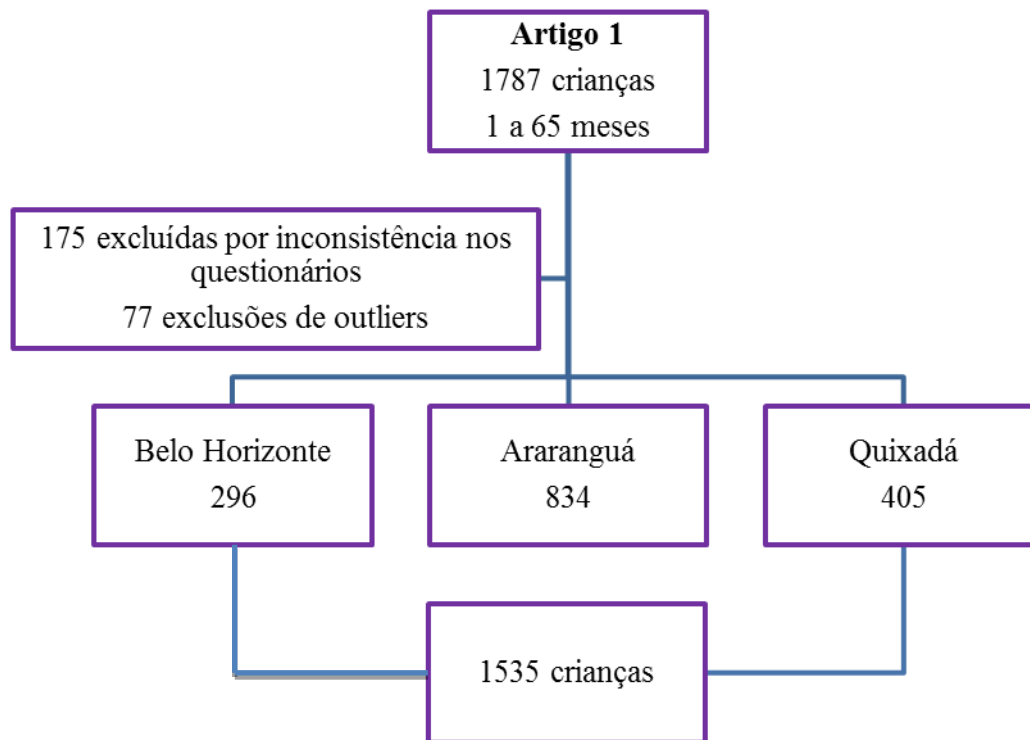 Artigo 1
1787 crianças
1 a 65 meses
175 excluídas por inconsistência nos
questionários
77 exclusões de outliers
Belo Horizonte
296
Araranguá
834
Quixadá
405
1535 crianças